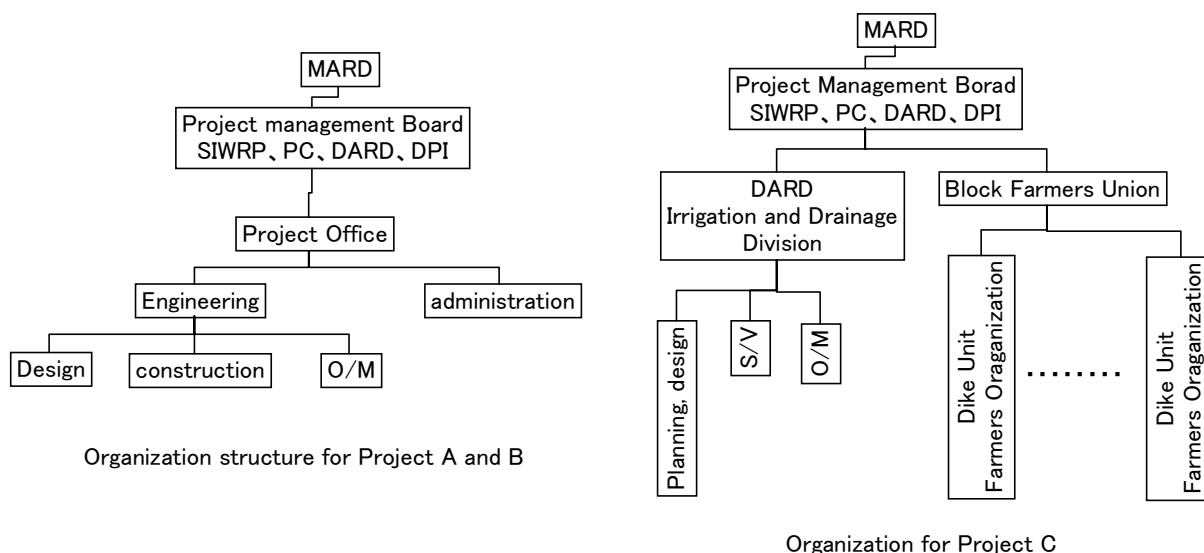 MARD
Project management Board
SIWRP、PC、DARD、DPI
Project Office
Engineering
administration
Design
construction
O/M
Organization structure for Project A and B
MARD
Project Management Borad
SIWRP、PC、DARD、DPI
DARD
Irrigation and Drainage
Division
Block Farmers Union
Planning, design
S/V
O/M
Dike Unit
Farmers Oraganization
Dike Unit
Farmers Oraganization
Organization for Project C